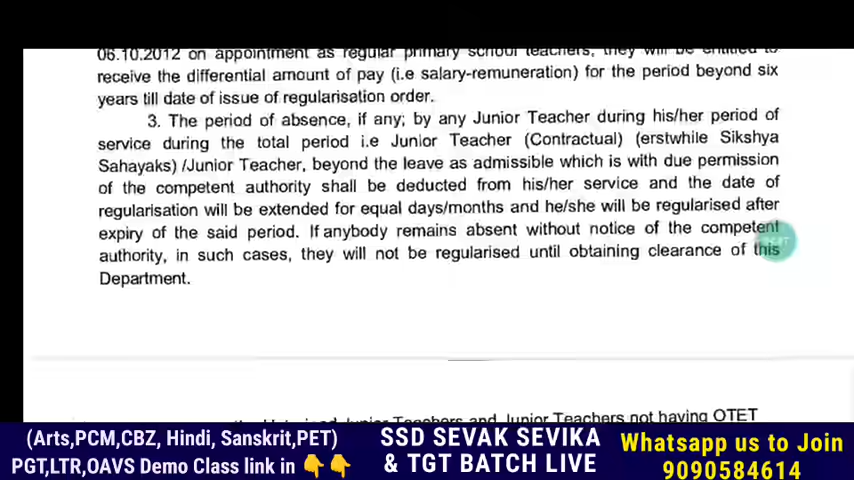 06.10.2012 on appointment as regular primary school teachers, they will be entitled to
receive the differential amount of pay (i.e salary-remuneration) for the period beyond six
years till date of issue of regularisation order.
3. The period of absence, if any; by any Junior Teacher during his/her period of
service during the total period i.e Junior Teacher (Contractual) (erstwhile Sikshya
Sahayaks) /Junior Teacher, beyond the leave as admissible which is with due permission
of the competent authority shall be deducted from his/her service and the date of
regularisation will be extended for equal days/months and he/she will be regularised after
expiry of the said period. If anybody remains absent without notice of the competent
authority, in such cases, they will not be regularised until obtaining clearance of this
Department.
Junior Teachers and Junior Teachers not having OTET
(Arts,PCM,CBZ, Hindi, Sanskrit,PET)
PGT,LTR,OAVS Demo Class link in 👇👇
SSD SEVAK SEVIKA
& TGT BATCH LIVE
Whatsapp us to Join
9090584614